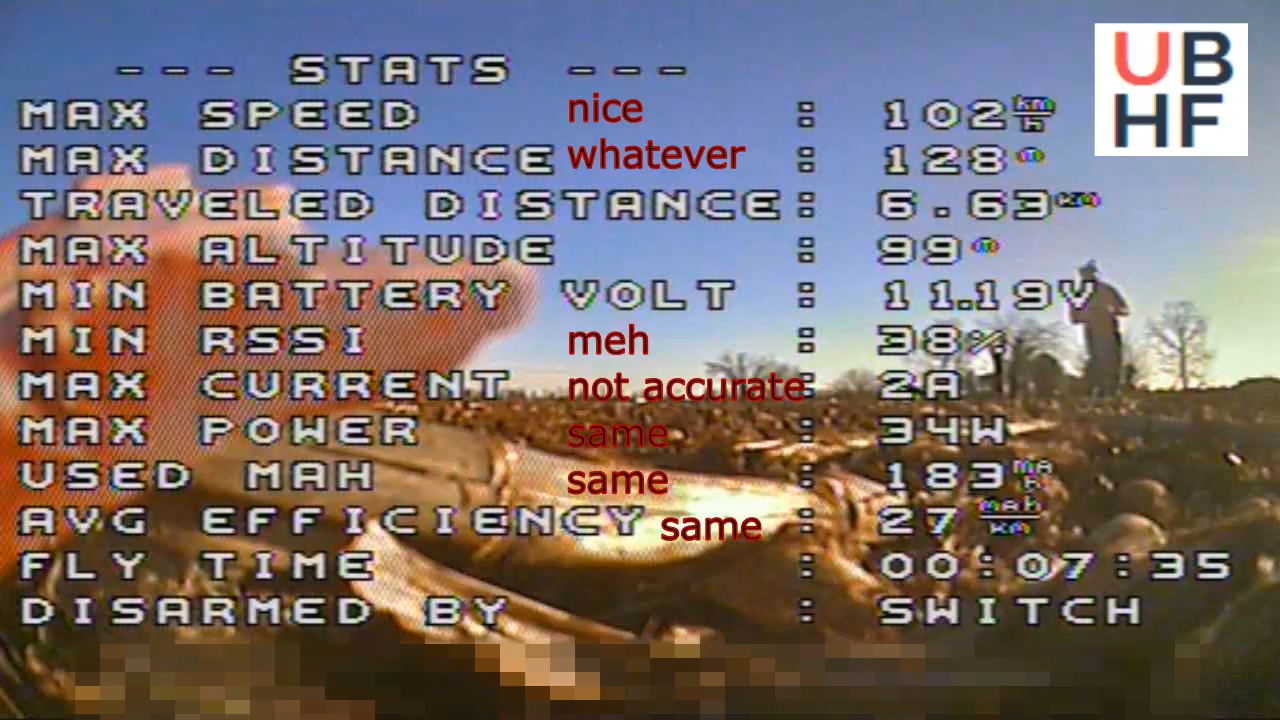 --- STATS ---
MAX SPEED nice : 102 km/h
MAX DISTANCE whatever : 128 m
TRAVELED DISTANCE : 6.63 km
MAX ALTITUDE : 99 m
MIN BATTERY VOLT : 11.19V
MIN RSSI meh : 38%
MAX CURRENT not accurate : 2A
MAX POWER same : 34W
USED MAH same : 183 MAH
AVG EFFICIENCY same : 27 mAh/km
FLY TIME : 00:07:35
DISARMED BY : SWITCH
UB
HF